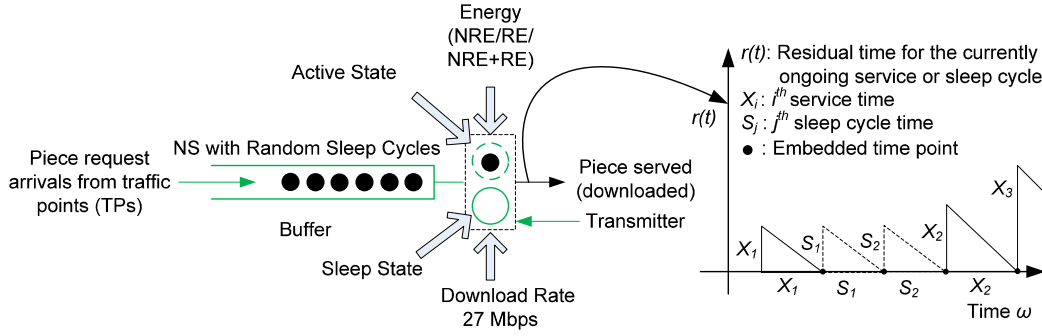 Energy
(NRE/RE/
NRE+RE)
Active State
NS with Random Sleep Cycles
Piece request
arrivals from traffic
points (TPs)
Buffer
Sleep State
Download Rate
27 Mbps
Piece served
(downloaded)
Transmitter
r(t)
r(t): Residual time for the currently
ongoing service or sleep cycle
Xi : ith service time
Sj : jth sleep cycle time
● : Embedded time point
X1
S1
S2
X2
X3
X1
S1
S2
X2
Time ω